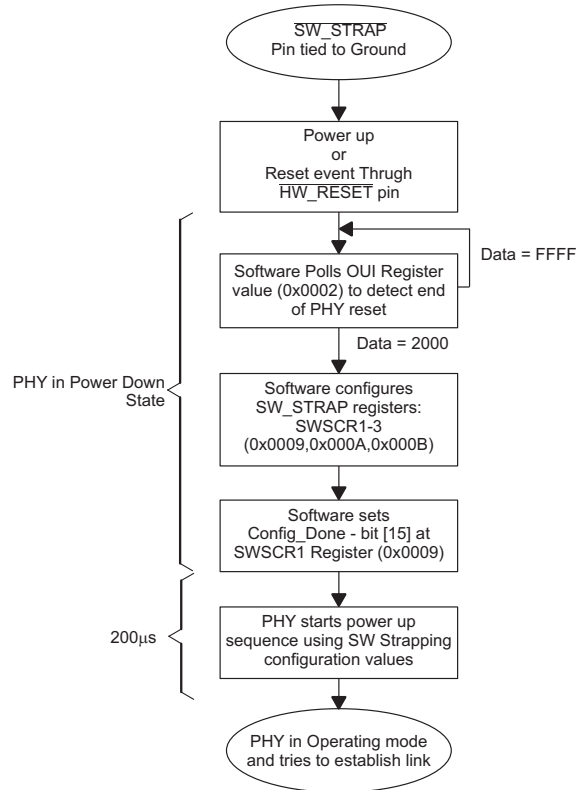 SW_STRAP
Pin tied to Ground
Power up
or
Reset event Thrugh
HW_RESET pin
Data = FFFF
Software Polls OUI Register
value (0x0002) to detect end
of PHY reset
Data = 2000
PHY in Power Down
State
Software configures
SW_STRAP registers:
SWSCR1-3
(0x0009,0x000A,0x000B)
Software sets
Config_Done - bit [15] at
SWSCR1 Register (0x0009)
200µs
PHY starts power up
sequence using SW Strapping
configuration values
PHY in Operating mode
and tries to establish link